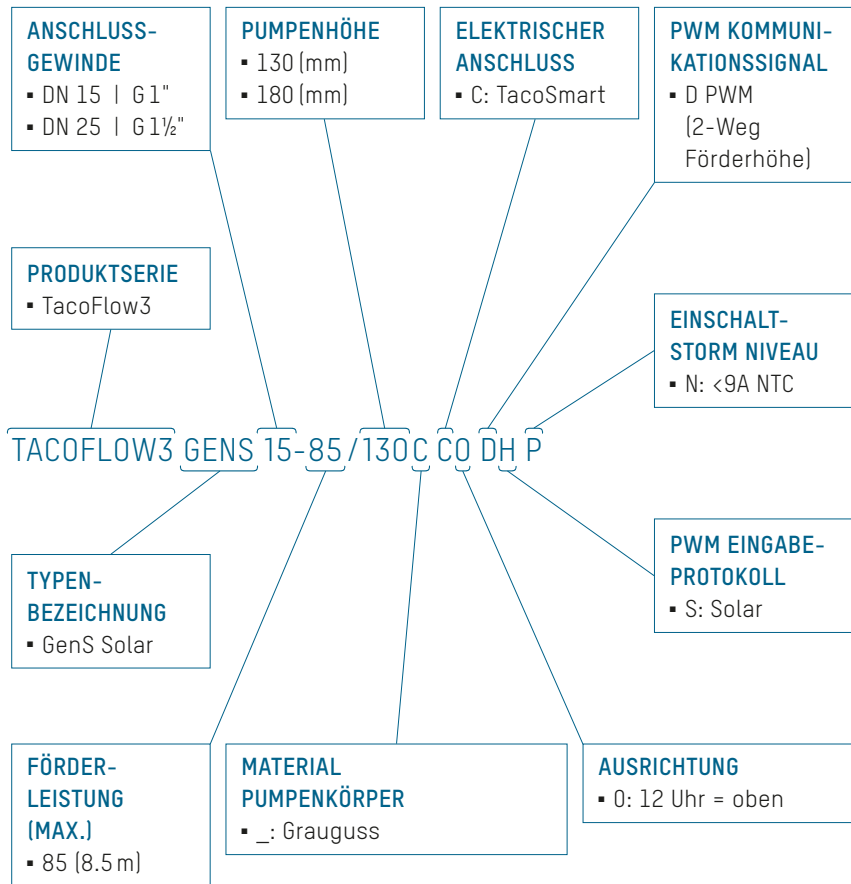 ANSCHLUSS-
GEWINDE
▪ DN 15 | G 1"
▪ DN 25 | G 1½"
PUMPENHÖHE
▪ 130 (mm)
▪ 180 (mm)
ELEKTRISCHER
ANSCHLUSS
▪ C: TacoSmart
PWM KOMMUNI-
KATIONSSIGNAL
▪ D PWM
(2-Weg
Förderhöhe)
PRODUKTSERIE
▪ TacoFlow3
EINSCHALT-
STORM NIVEAU
▪ N: <9A NTC
TACOFLOW3 GENS 15-85/130C C0 DH P
TYPEN-
BEZEICHNUNG
▪ GenS Solar
PWM EINGABE-
PROTOKOLL
▪ S: Solar
FÖRDER-
LEISTUNG
(MAX.)
▪ 85 (8.5 m)
MATERIAL
PUMPENKÖRPER
▪ _: Grauguss
AUSRICHTUNG
▪ 0: 12 Uhr = oben